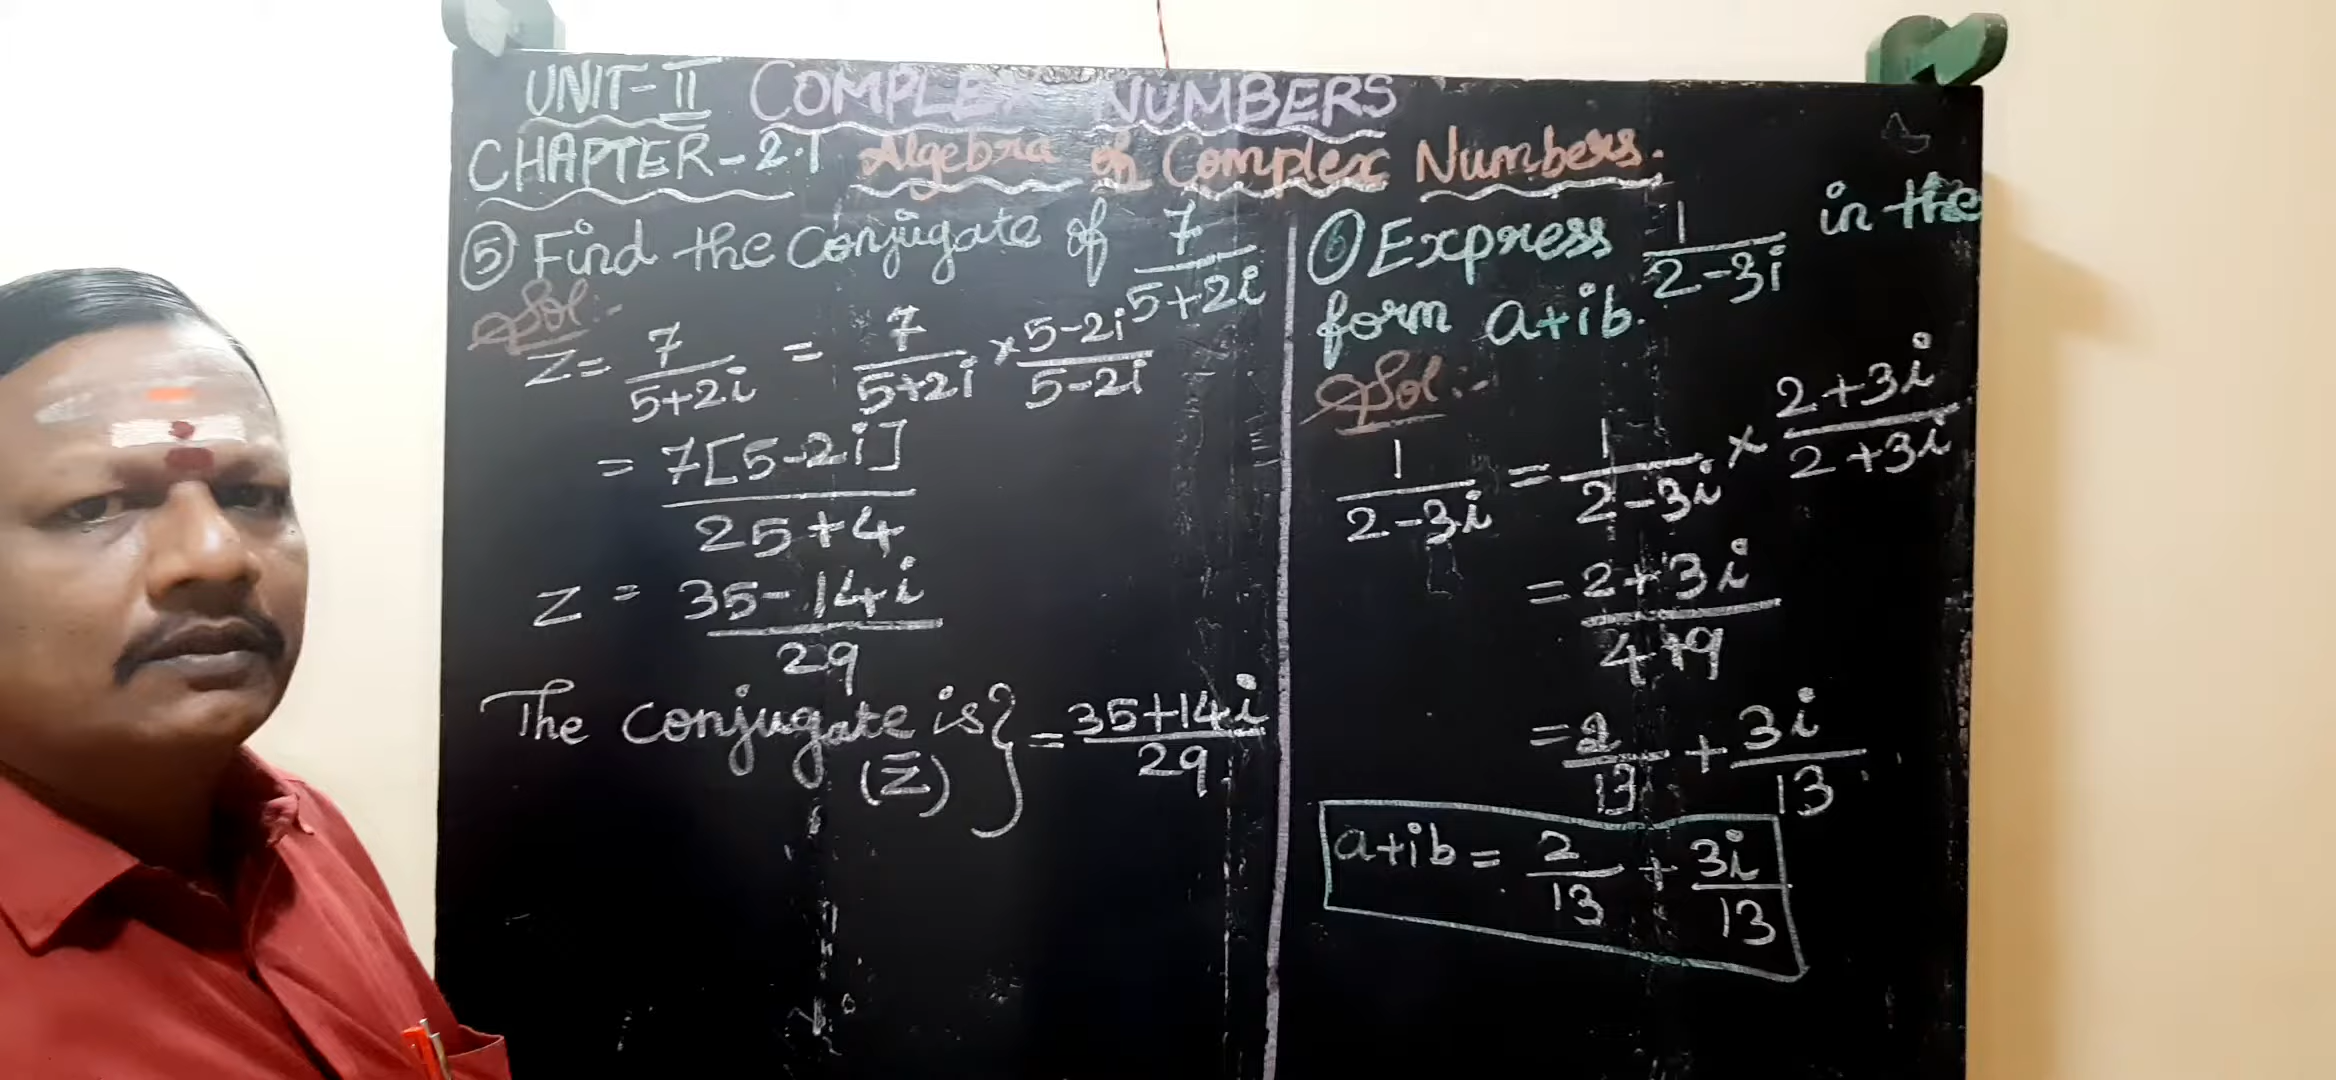 UNIT-II COMPLEX NUMBERS
CHAPTER-2.1 Algebra of Complex Numbers.
⑤ Find the Conjugate of 7/(5+2i)
Sol:-
Z = 7/(5+2i) = 7/(5+2i) × (5-2i)/(5-2i)
= 7[5-2i]/(25+4)
Z = (35-14i)/29
The Conjugate is (Z̄) } = (35+14i)/29
⑥ Express 1/(2-3i) in the
form a+ib.
Sol:-
1/(2-3i) = 1/(2-3i) × (2+3i)/(2+3i)
= (2+3i)/(4+9)
= 2/13 + 3i/13
a+ib = 2/13 + 3i/13